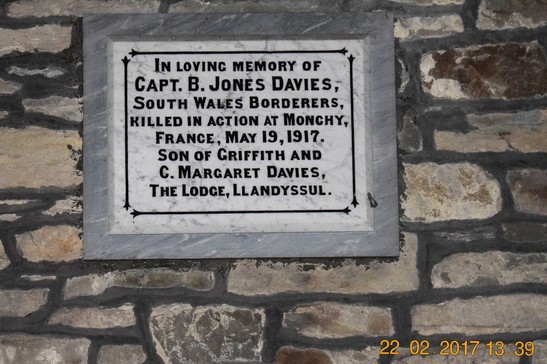 IN LOVING MEMORY OF
CAPT. B. JONES DAVIES,
SOUTH WALES BORDERERS,
KILLED IN ACTION AT MONCHY,
FRANCE, MAY 19, 1917.
SON OF GRIFFITH AND
C. MARGARET DAVIES,
THE LODGE, LLANDYSSUL.
22 02 2017 13 39